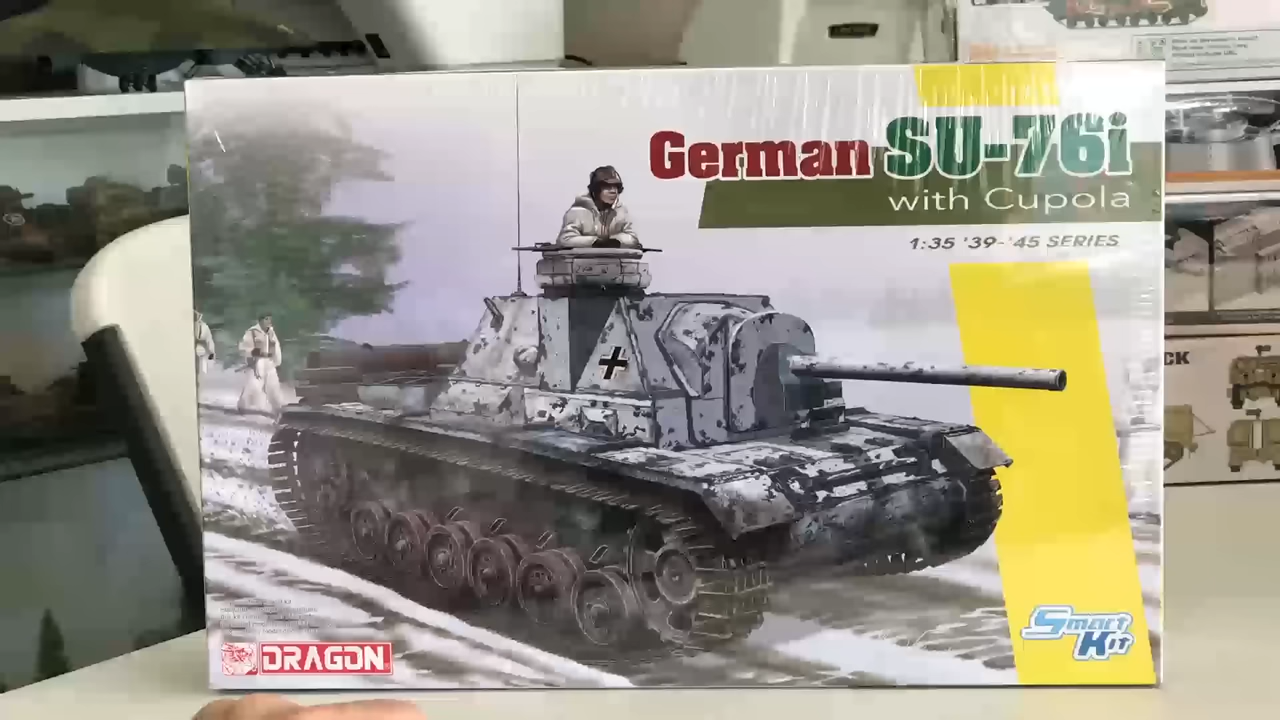 German SU-76i
with Cupola
1:35 '39-'45 SERIES
CK
Smart
Kit
DRAGON